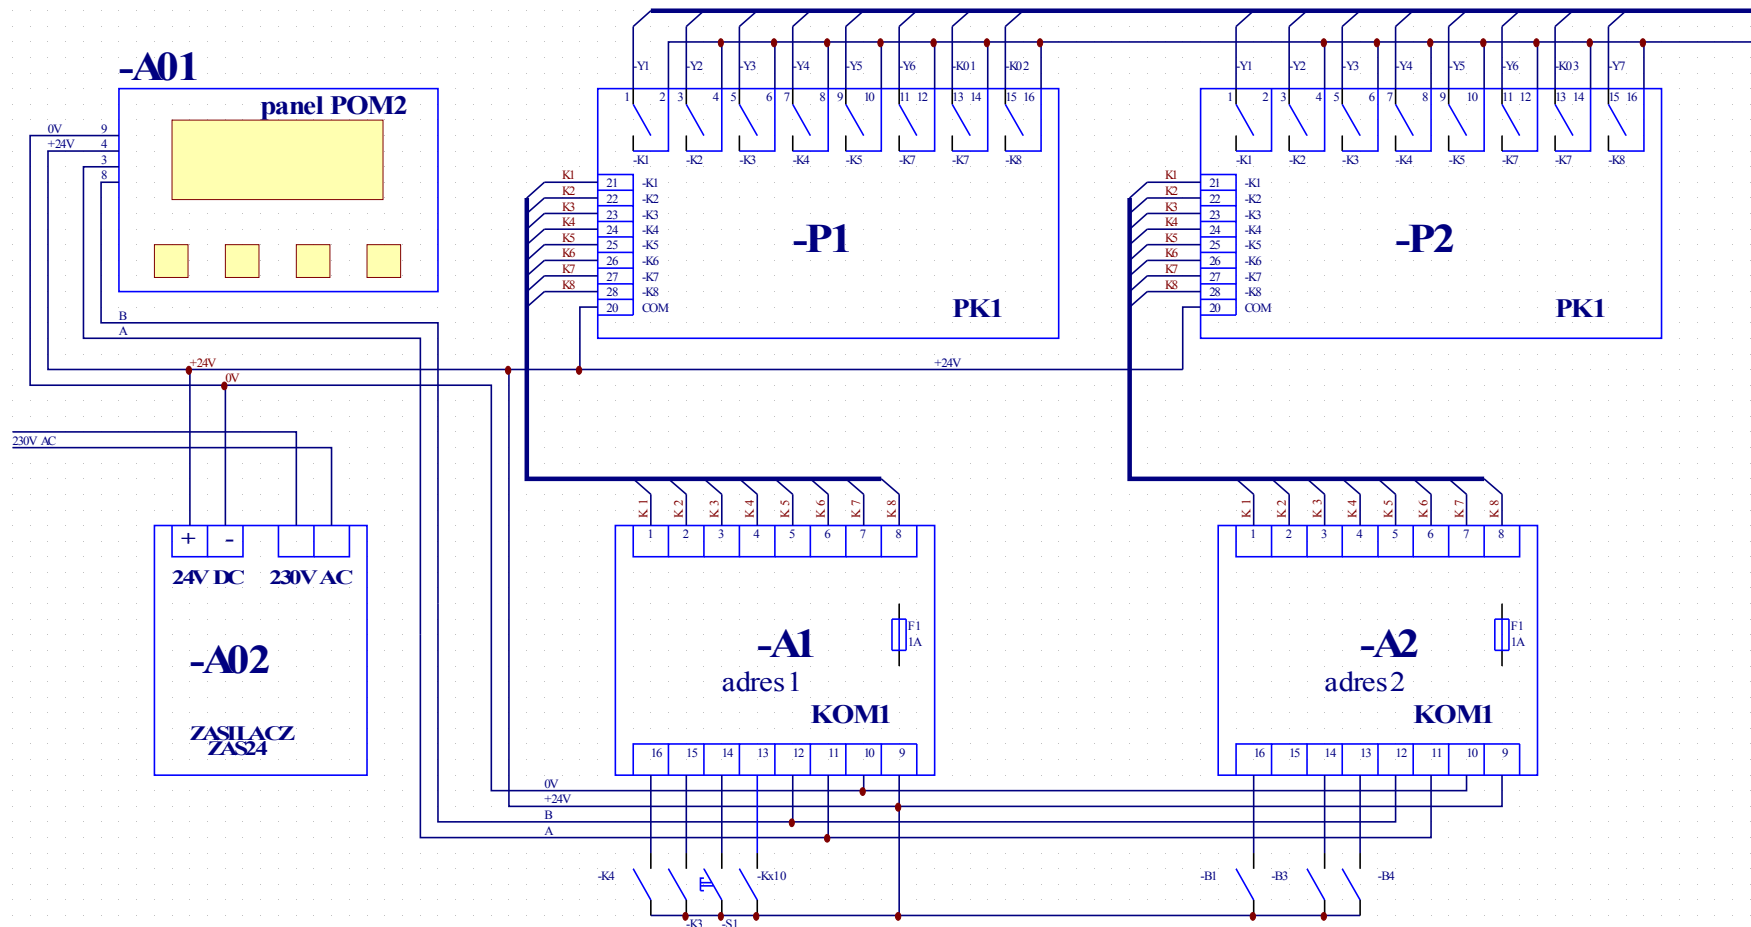 -Y1 -Y2 -Y3 -Y4 -Y5 -Y6 -K01 -K02
-Y1 -Y2 -Y3 -Y4 -Y5 -Y6 -K03 -Y7
-A01
panel POM2
0V 9
+24V 4
3
8
1 2 3 4 5 6 7 8 9 10 11 12 13 14 15 16
-K1 -K2 -K3 -K4 -K5 -K7 -K7 -K8
K1 21 -K1
K2 22 -K2
K3 23 -K3
K4 24 -K4
K5 25 -K5
K6 26 -K6
K7 27 -K7
K8 28 -K8
20 COM
-P1
PK1
1 2 3 4 5 6 7 8 9 10 11 12 13 14 15 16
-K1 -K2 -K3 -K4 -K5 -K7 -K7 -K8
K1 21 -K1
K2 22 -K2
K3 23 -K3
K4 24 -K4
K5 25 -K5
K6 26 -K6
K7 27 -K7
K8 28 -K8
20 COM
-P2
PK1
B
A
+24V +24V
0V
230V AC
+ -
24V DC 230V AC
-A02
ZASILACZ
ZAS24
K1 K2 K3 K4 K5 K6 K7 K8
1 2 3 4 5 6 7 8
F1
1A
-A1
adres1
KOM1
16 15 14 13 12 11 10 9
K1 K2 K3 K4 K5 K6 K7 K8
1 2 3 4 5 6 7 8
F1
1A
-A2
adres2
KOM1
16 15 14 13 12 11 10 9
0V
+24V
B
A
-K4 -Kx10 -B1 -B3 -B4
-K3 -S1